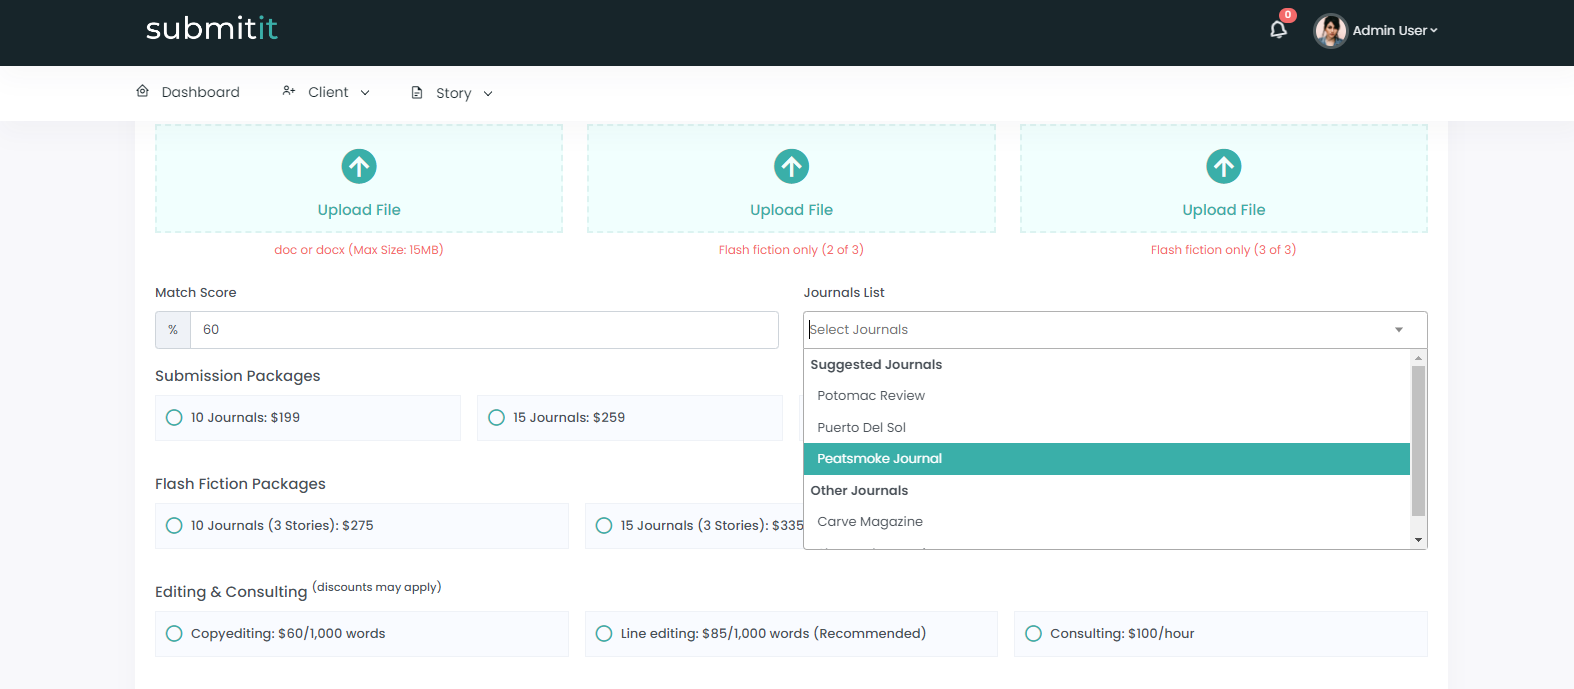 submitit
0
Admin User
Dashboard
Client
Story
Upload File
Upload File
Upload File
doc or docx (Max Size: 15MB)
Flash fiction only (2 of 3)
Flash fiction only (3 of 3)
Match Score
Journals List
% 60
Select Journals
Suggested Journals
Potomac Review
Puerto Del Sol
Peatsmoke Journal
Other Journals
Carve Magazine
Submission Packages
10 Journals: $199
15 Journals: $259
Flash Fiction Packages
10 Journals (3 Stories): $275
15 Journals (3 Stories): $335
Editing & Consulting (discounts may apply)
Copyediting: $60/1,000 words
Line editing: $85/1,000 words (Recommended)
Consulting: $100/hour